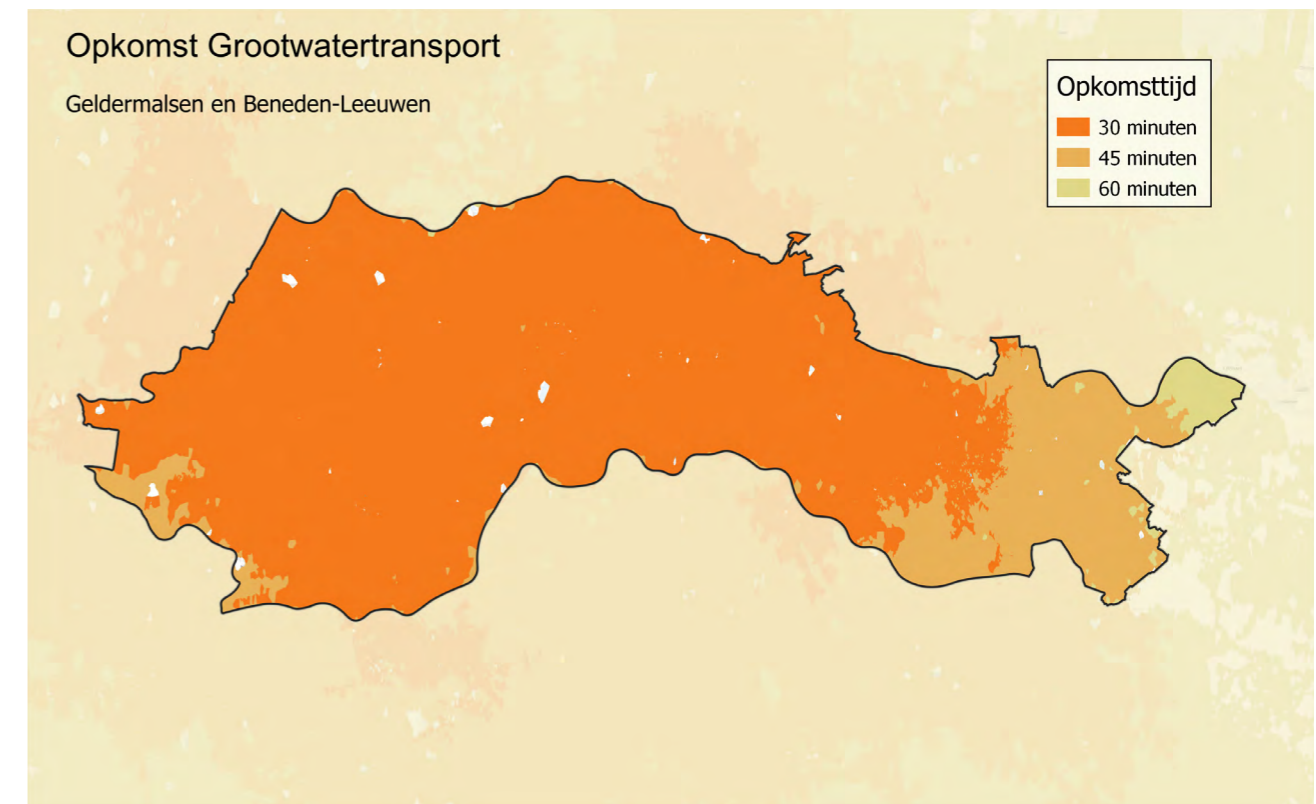 Opkomst Grootwatertransport
Geldermalsen en Beneden-Leeuwen
Opkomsttijd
30 minuten
45 minuten
60 minuten